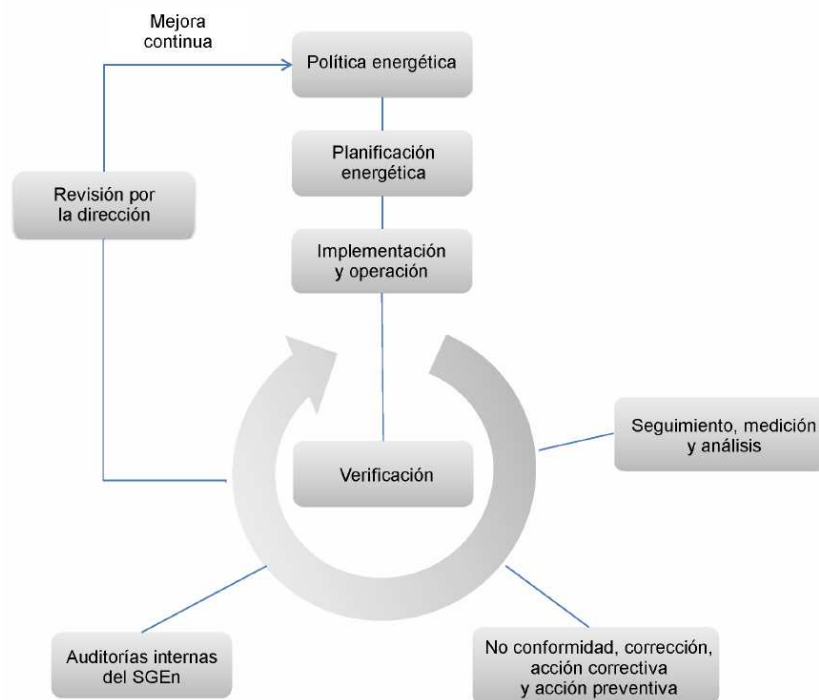 Mejora
continua
Política energética
Planificación
energética
Revisión por
la dirección
Implementación
y operación
Seguimiento, medición
y análisis
Verificación
Auditorías internas
del SGEn
No conformidad, corrección,
acción correctiva
y acción preventiva